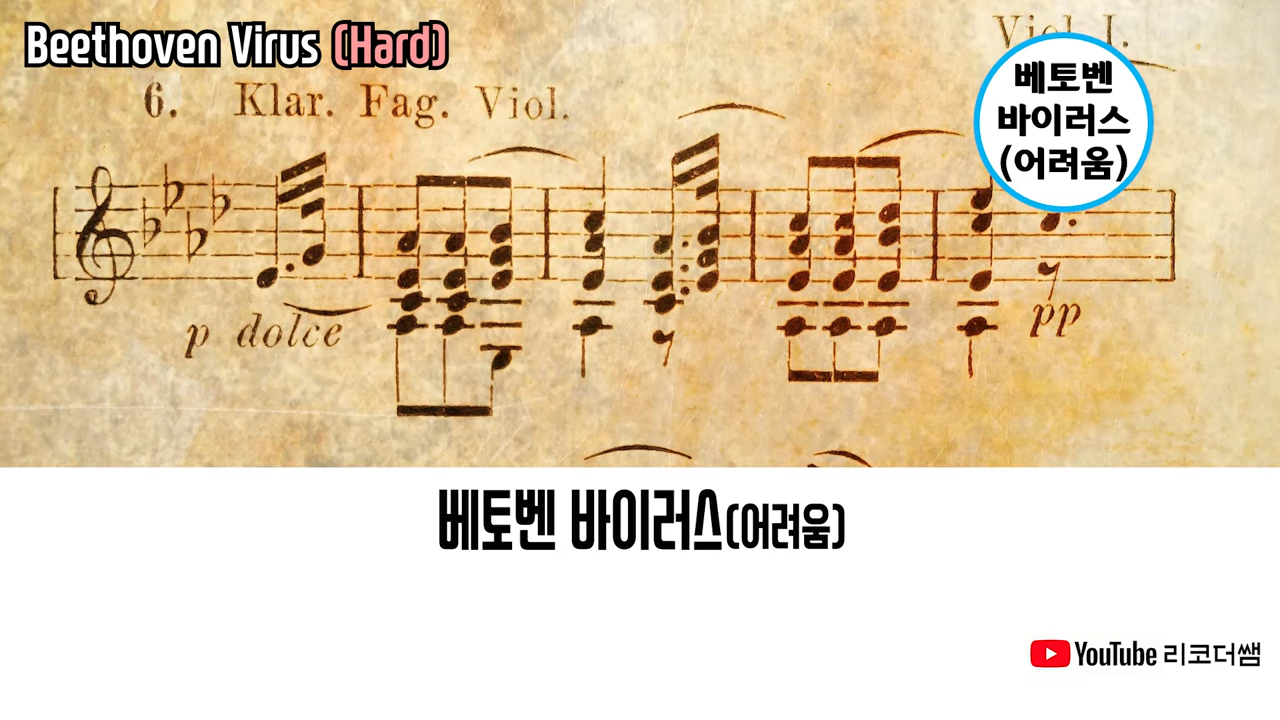 Beethoven Virus (Hard)
Viol I.
베토벤
바이러스
(어려움)
6. Klar. Fag. Viol.
p dolce
pp
베토벤 바이러스(어려움)
YouTube 리코더쌤